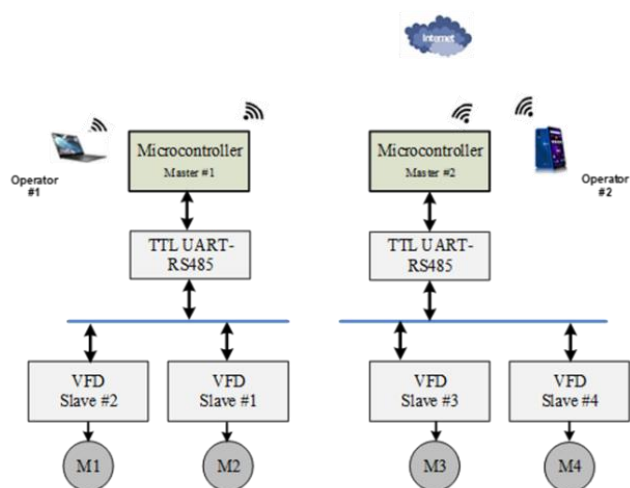 Internet
Microcontroller
Master #1
Microcontroller
Master #2
Operator
#1
Operator
#2
TTL UART-
RS485
TTL UART-
RS485
VFD
Slave #2
VFD
Slave #1
VFD
Slave #3
VFD
Slave #4
M1
M2
M3
M4